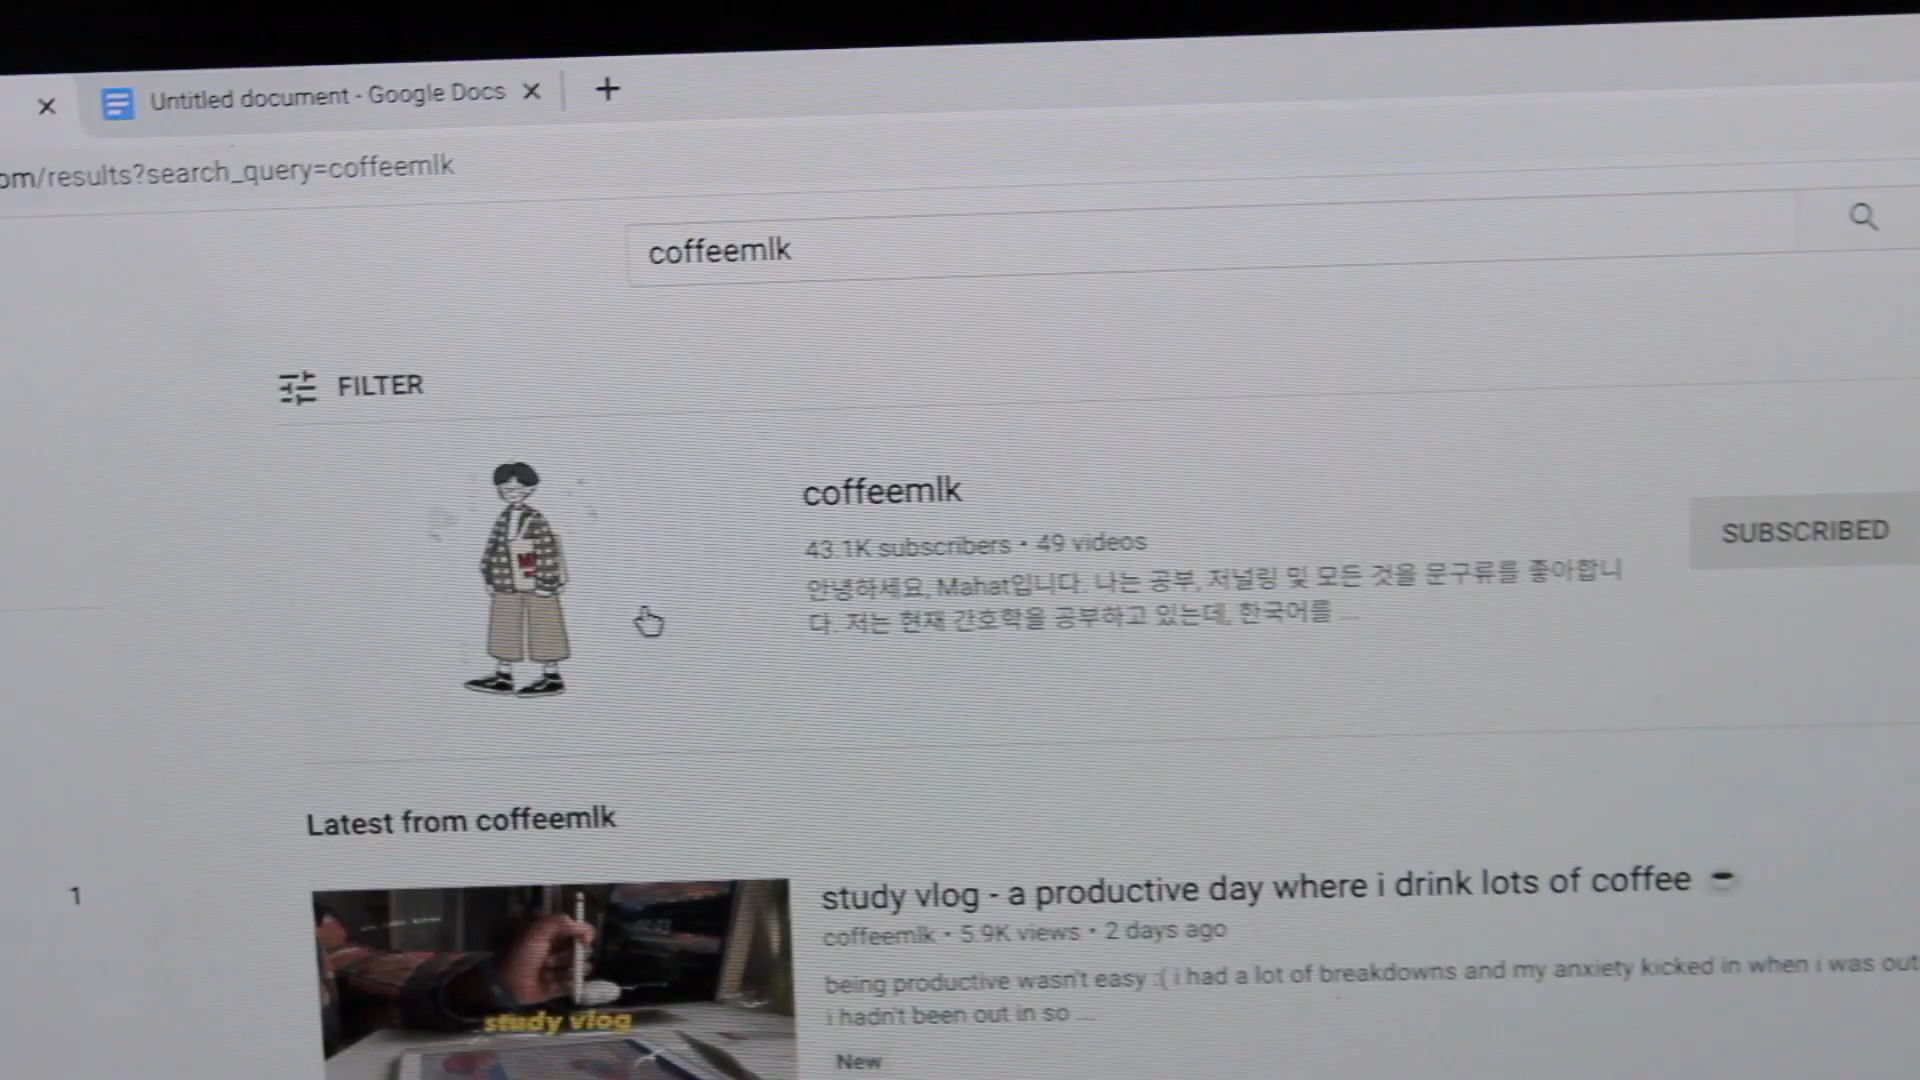 Untitled document - Google Docs
om/results?search_query=coffeemlk
coffeemlk
FILTER
coffeemlk
43.1K subscribers • 49 videos
안녕하세요, Mahat입니다. 나는 공부, 저널링 및 모든 것을 문구류를 좋아합니
다. 저는 현재 간호학을 공부하고 있는데, 한국어를 ...
SUBSCRIBED
Latest from coffeemlk
1
study vlog - a productive day where i drink lots of coffee ☕
coffeemlk • 5.9K views • 2 days ago
being productive wasn't easy :( i had a lot of breakdowns and my anxiety kicked in when i was out
i hadn't been out in so ...
New
study vlog